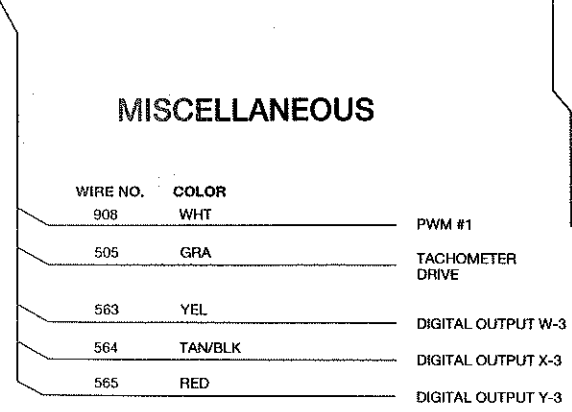 MISCELLANEOUS
WIRE NO. COLOR
908 WHT PWM #1
505 GRA TACHOMETER
DRIVE
563 YEL DIGITAL OUTPUT W-3
564 TAN/BLK DIGITAL OUTPUT X-3
565 RED DIGITAL OUTPUT Y-3